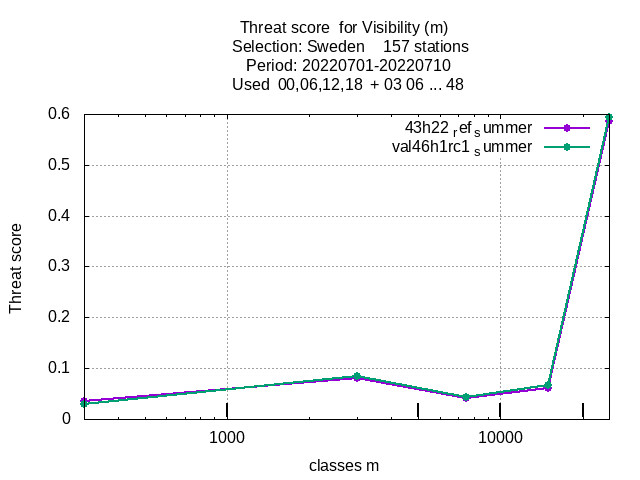 Threat score for Visibility (m)
Selection: Sweden 157 stations
Period: 20220701-20220710
Used 00,06,12,18 + 03 06 ... 48
0.6
0.5
0.4
0.3
0.2
0.1
0
Threat score
43h22 ref summer
val46h1rc1 summer
1000
10000
classes m